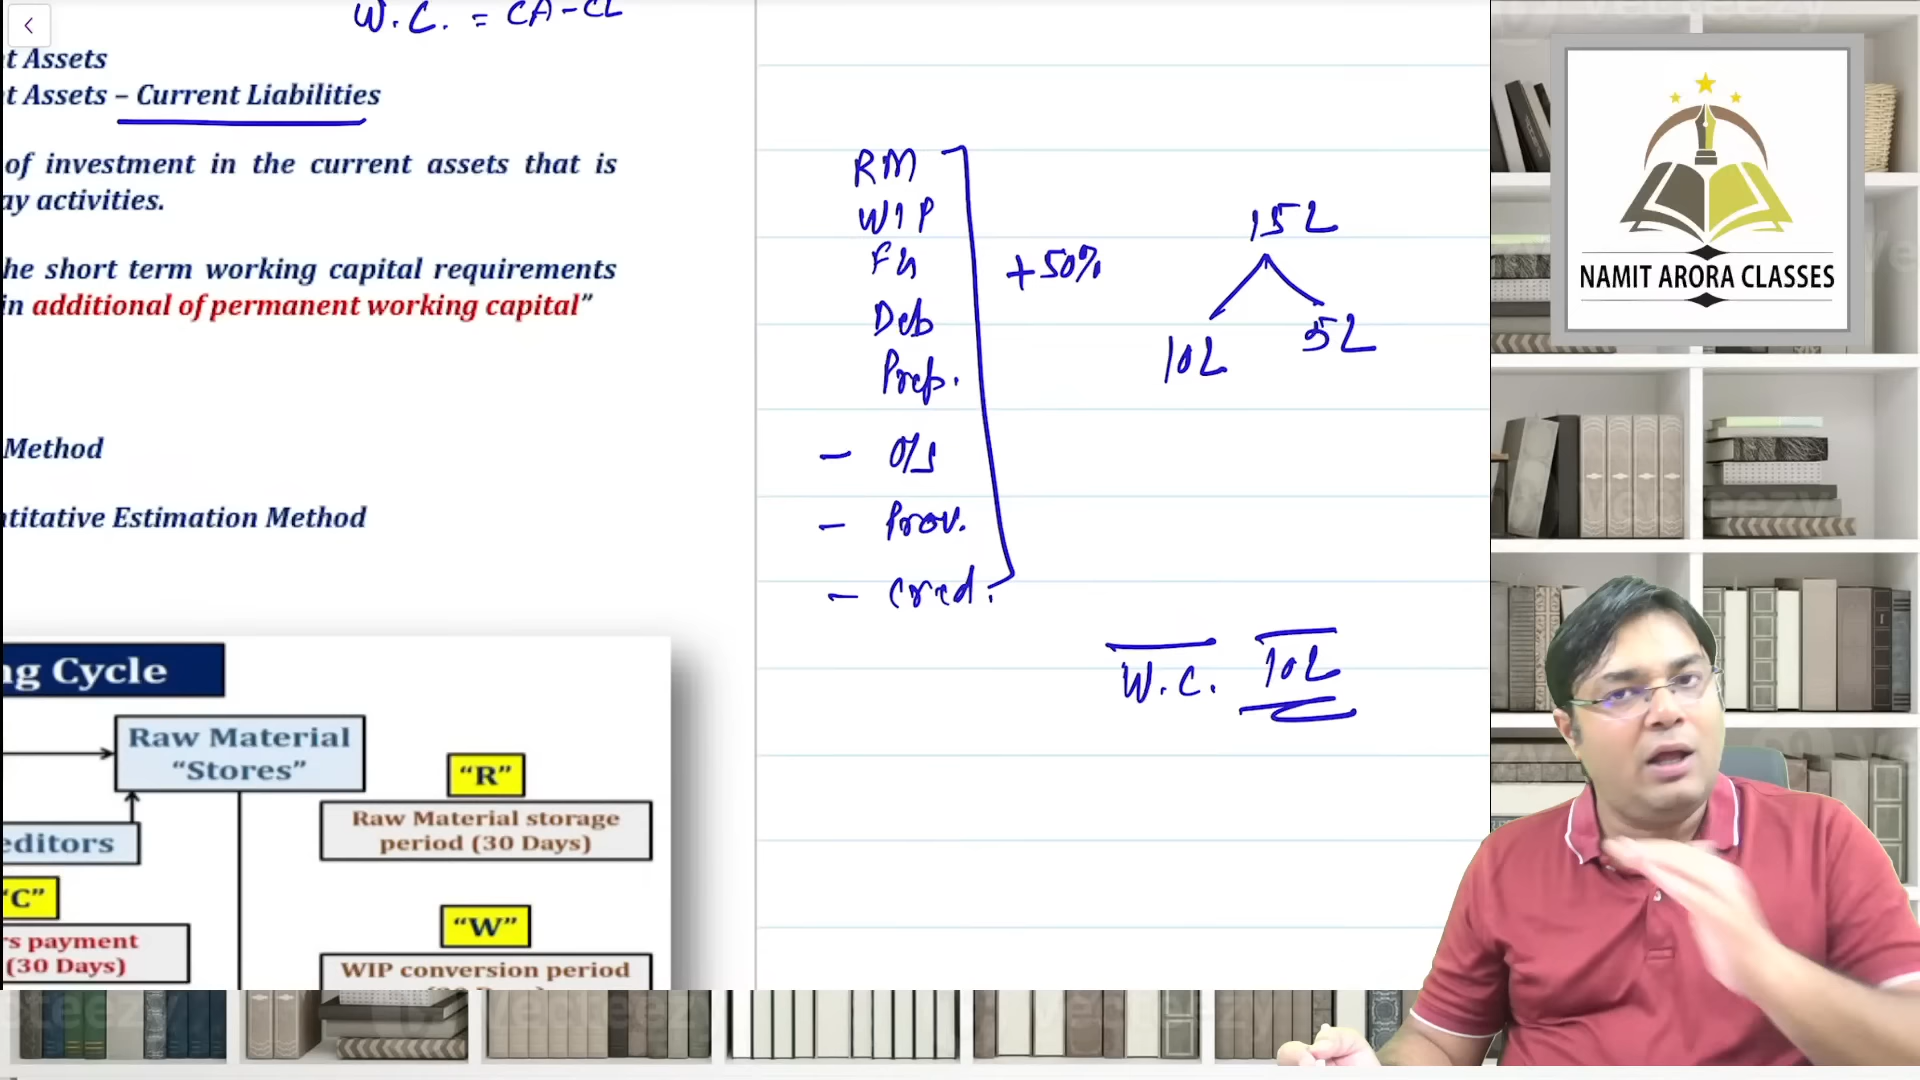 W.C. = CA-CL
t Assets
t Assets – Current Liabilities
of investment in the current assets that is
ay activities.
he short term working capital requirements
in additional of permanent working capital”
Method
ntitative Estimation Method
ng Cycle
Raw Material
“Stores”
“R”
Raw Material storage
period (30 Days)
editors
“C”
rs payment
(30 Days)
“W”
WIP conversion period
RM
WIP
FG
Deb
Prep.
- O/s
- Prov.
- Cred.
+50%
15L
10L 5L
W.C. 10L
NAMIT ARORA CLASSES